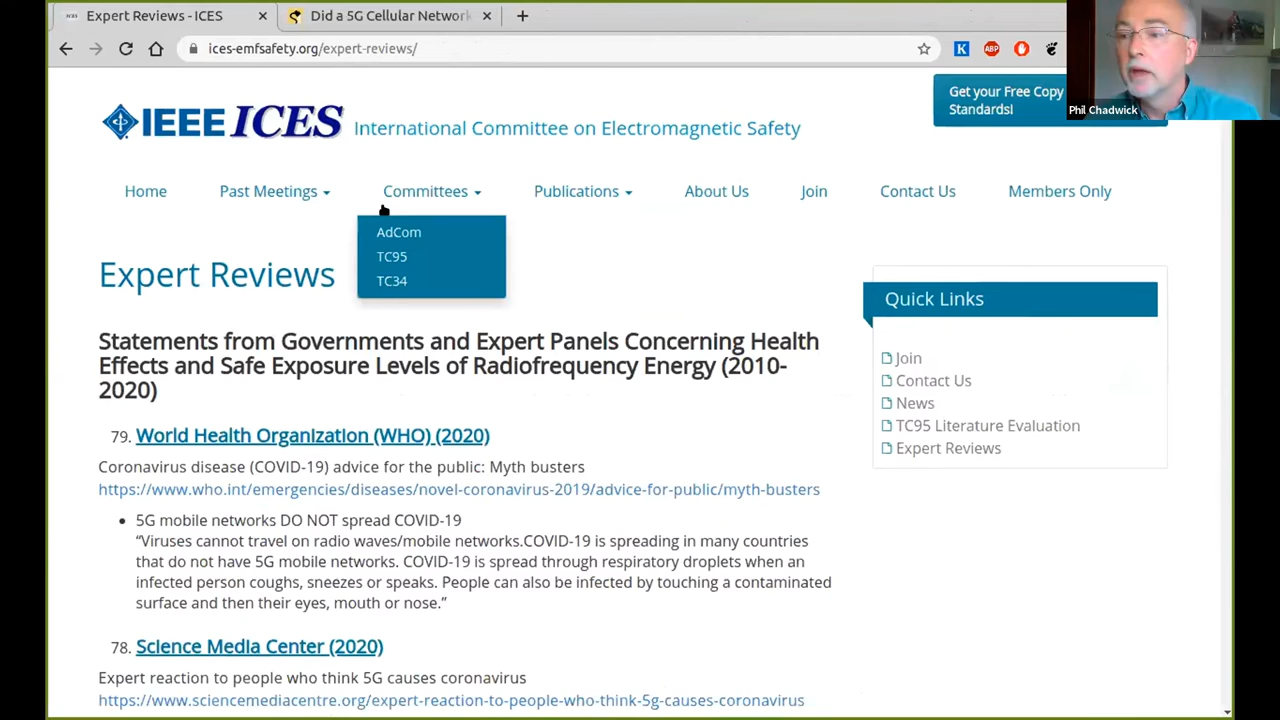 Expert Reviews - ICES
Did a 5G Cellular Network
ices-emfsafety.org/expert-reviews/
K
ABP
Phil Chadwick
IEEE ICES International Committee on Electromagnetic Safety
Get your Free Copy
Standards!
Home Past Meetings Committees Publications About Us Join Contact Us Members Only
AdCom
TC95
TC34
Expert Reviews
Statements from Governments and Expert Panels Concerning Health
Effects and Safe Exposure Levels of Radiofrequency Energy (2010-
2020)
79. World Health Organization (WHO) (2020)
Coronavirus disease (COVID-19) advice for the public: Myth busters
https://www.who.int/emergencies/diseases/novel-coronavirus-2019/advice-for-public/myth-busters
• 5G mobile networks DO NOT spread COVID-19
“Viruses cannot travel on radio waves/mobile networks.COVID-19 is spreading in many countries
that do not have 5G mobile networks. COVID-19 is spread through respiratory droplets when an
infected person coughs, sneezes or speaks. People can also be infected by touching a contaminated
surface and then their eyes, mouth or nose.”
78. Science Media Center (2020)
Expert reaction to people who think 5G causes coronavirus
https://www.sciencemediacentre.org/expert-reaction-to-people-who-think-5g-causes-coronavirus
Quick Links
Join
Contact Us
News
TC95 Literature Evaluation
Expert Reviews